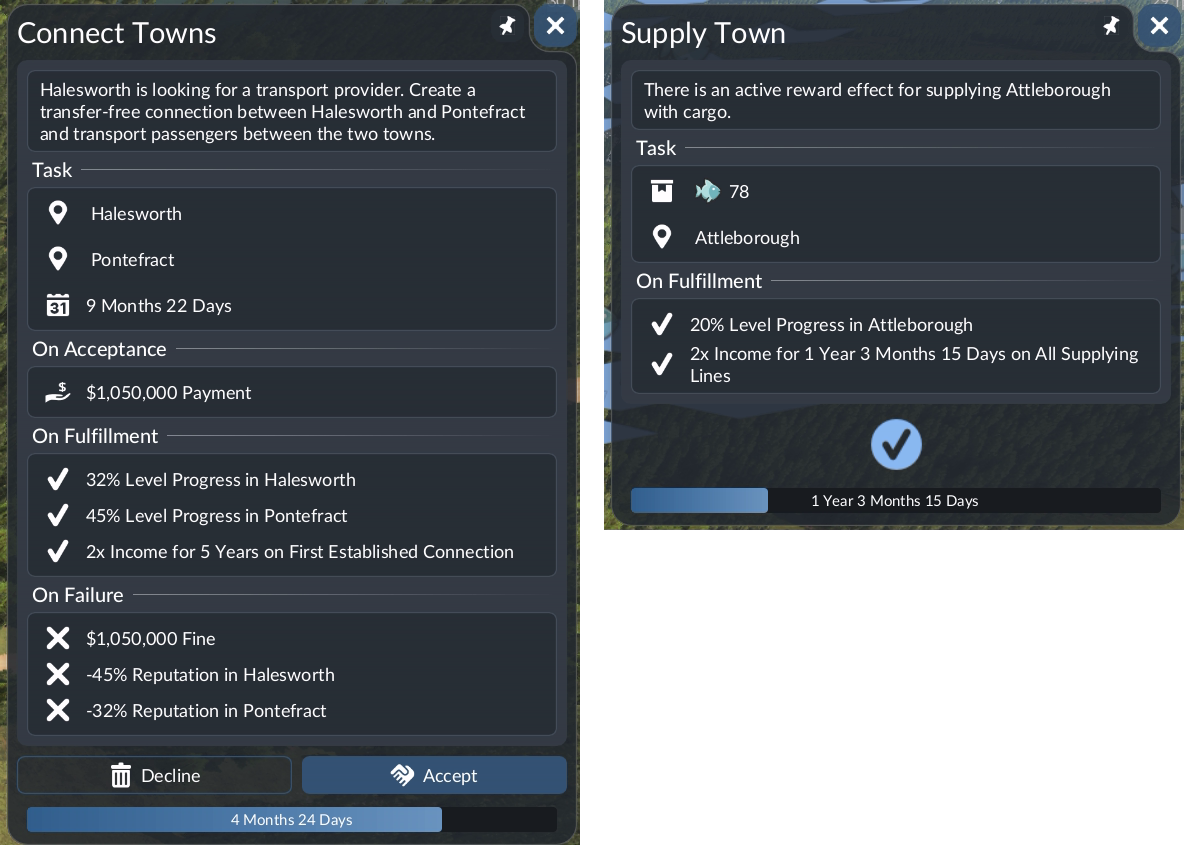 Connect Towns
Halesworth is looking for a transport provider. Create a
transfer-free connection between Halesworth and Pontefract
and transport passengers between the two towns.
Task
Halesworth
Pontefract
31
9 Months 22 Days
On Acceptance
$
$1,050,000 Payment
On Fulfillment
32% Level Progress in Halesworth
45% Level Progress in Pontefract
2x Income for 5 Years on First Established Connection
On Failure
$1,050,000 Fine
-45% Reputation in Halesworth
-32% Reputation in Pontefract
Decline
Accept
4 Months 24 Days
Supply Town
There is an active reward effect for supplying Attleborough
with cargo.
Task
78
Attleborough
On Fulfillment
20% Level Progress in Attleborough
2x Income for 1 Year 3 Months 15 Days on All Supplying
Lines
1 Year 3 Months 15 Days